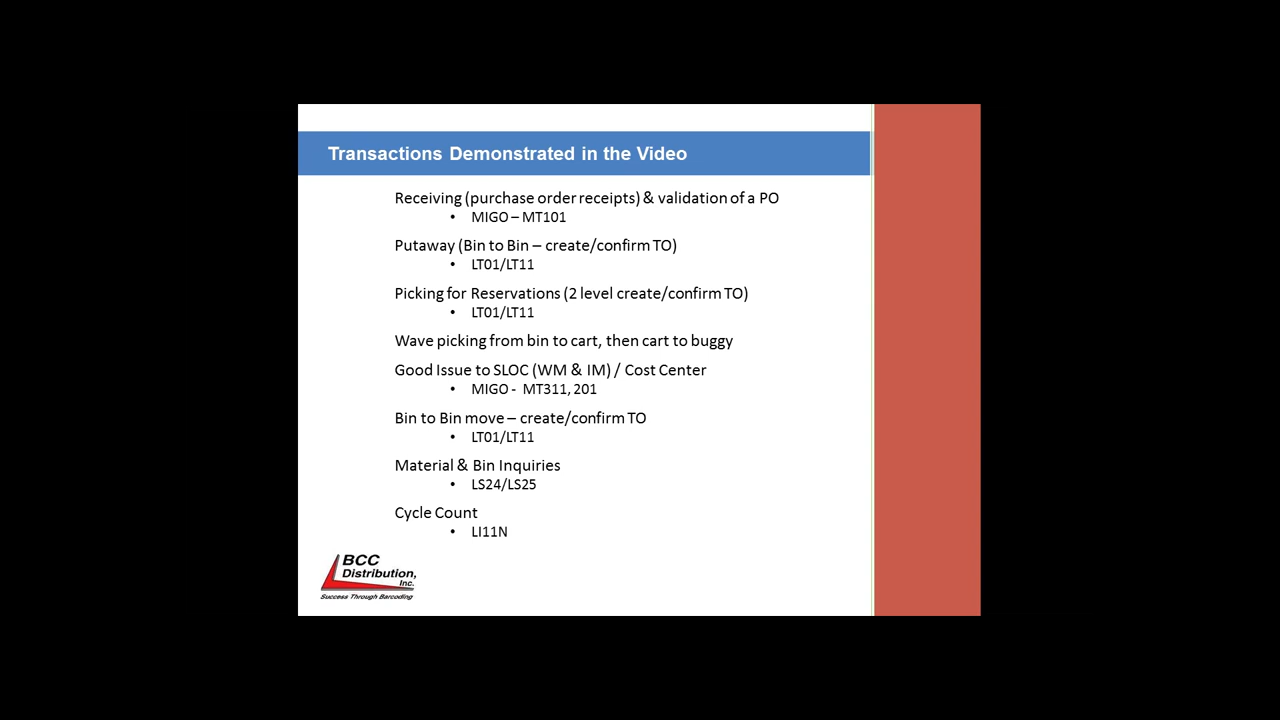 Transactions Demonstrated in the Video
Receiving (purchase order receipts) & validation of a PO
• MIGO – MT101
Putaway (Bin to Bin – create/confirm TO)
• LT01/LT11
Picking for Reservations (2 level create/confirm TO)
• LT01/LT11
Wave picking from bin to cart, then cart to buggy
Good Issue to SLOC (WM & IM) / Cost Center
• MIGO - MT311, 201
Bin to Bin move – create/confirm TO
• LT01/LT11
Material & Bin Inquiries
• LS24/LS25
Cycle Count
• LI11N
BCC
Distribution,
Inc.
Success Through Barcoding